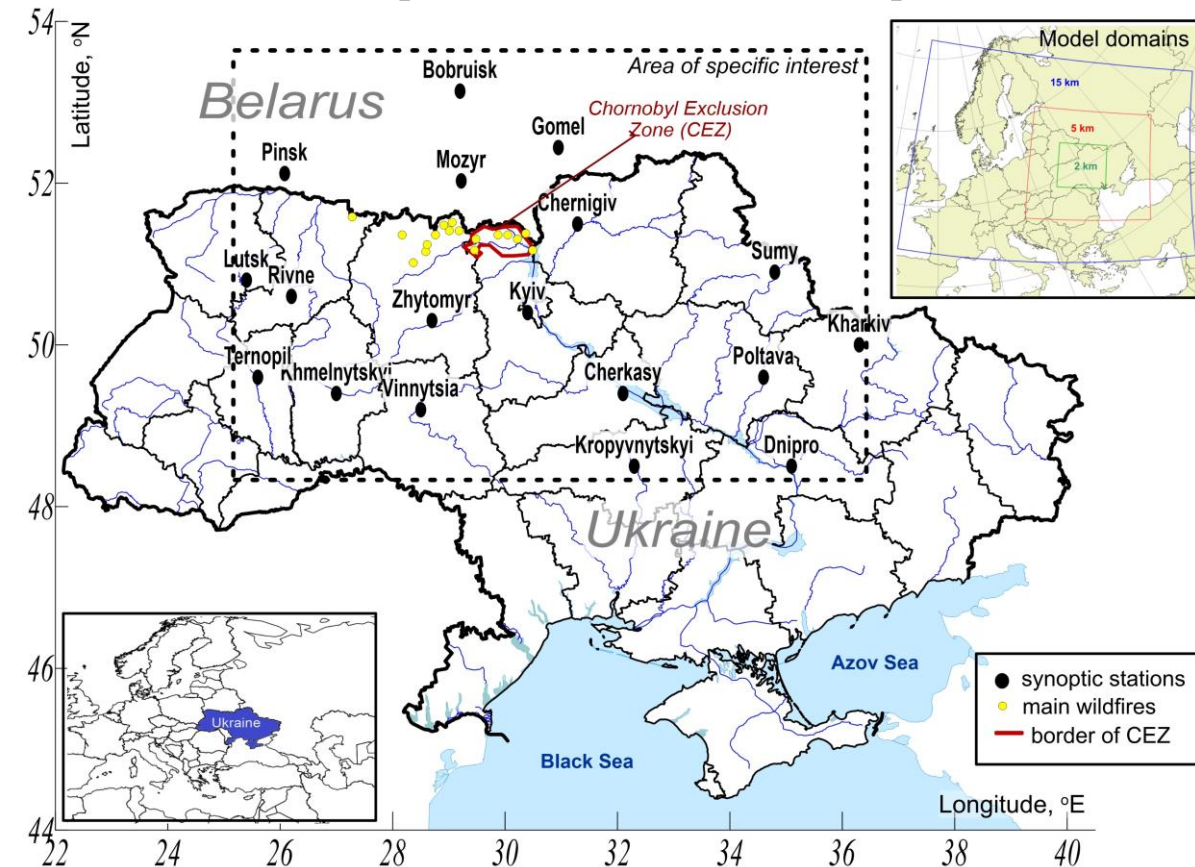 54
Latitude, °N
52
50
48
46
44
22
24
26
28
30
32
34
36
38
40
Longitude, °E
Area of specific interest
Belarus
Bobruisk
Chornobyl Exclusion
Zone (CEZ)
Gomel
Pinsk
Mozyr
Chernigiv
Lutsk
Rivne
Sumy
Zhytomyr
Kyiv
Kharkiv
Ternopil
Khmelnytskyi
Vinnytsia
Cherkasy
Poltava
Kropyvnytskyi
Dnipro
Ukraine
Azov Sea
Black Sea
Model domains
15 km
5 km
2 km
Ukraine
synoptic stations
main wildfires
border of CEZ